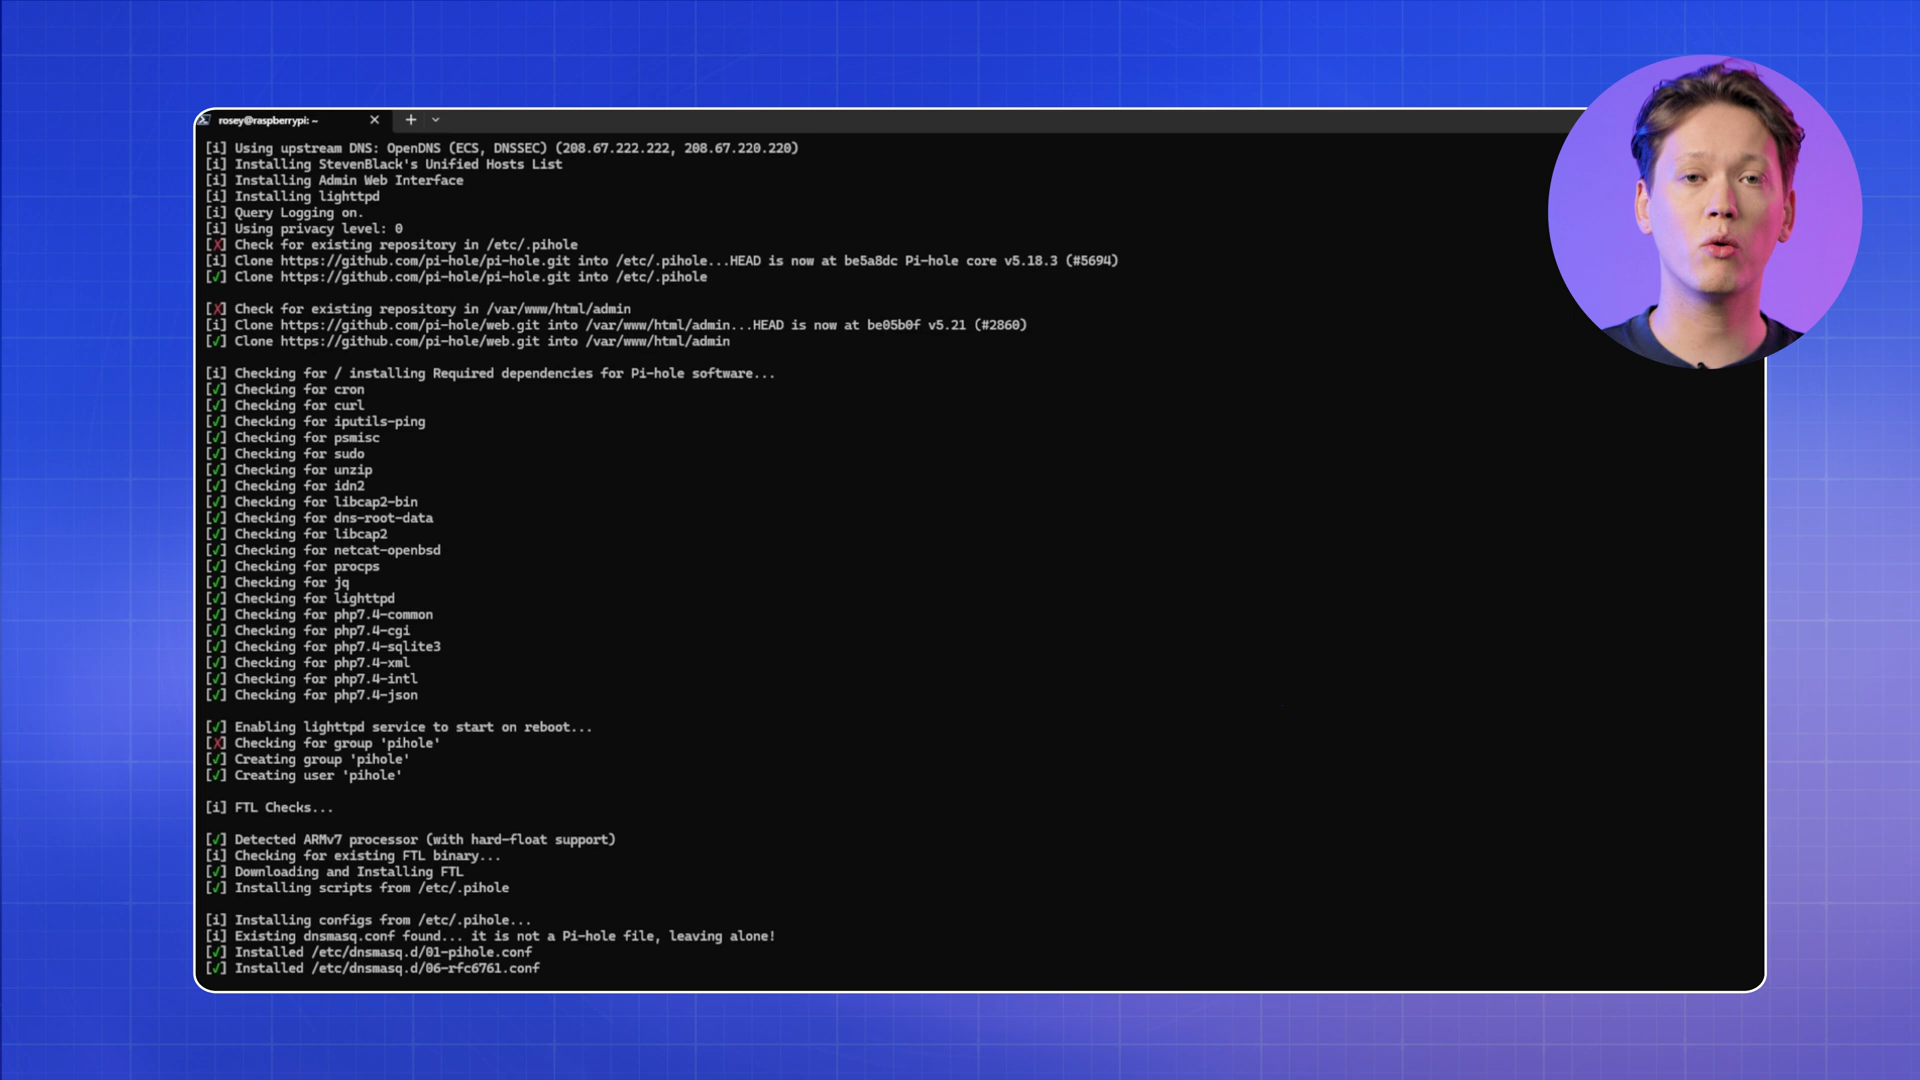 rosey@raspberrypi: ~
[i] Using upstream DNS: OpenDNS (ECS, DNSSEC) (208.67.222.222, 208.67.220.220)
[i] Installing StevenBlack's Unified Hosts List
[i] Installing Admin Web Interface
[i] Installing lighttpd
[i] Query Logging on.
[i] Using privacy level: 0
[✗] Check for existing repository in /etc/.pihole
[i] Clone https://github.com/pi-hole/pi-hole.git into /etc/.pihole...HEAD is now at be5a8dc Pi-hole core v5.18.3 (#5694)
[✓] Clone https://github.com/pi-hole/pi-hole.git into /etc/.pihole
[✗] Check for existing repository in /var/www/html/admin
[i] Clone https://github.com/pi-hole/web.git into /var/www/html/admin...HEAD is now at be05b0f v5.21 (#2860)
[✓] Clone https://github.com/pi-hole/web.git into /var/www/html/admin
[i] Checking for / installing Required dependencies for Pi-hole software...
[✓] Checking for cron
[✓] Checking for curl
[✓] Checking for iputils-ping
[✓] Checking for psmisc
[✓] Checking for sudo
[✓] Checking for unzip
[✓] Checking for idn2
[✓] Checking for libcap2-bin
[✓] Checking for dns-root-data
[✓] Checking for libcap2
[✓] Checking for netcat-openbsd
[✓] Checking for procps
[✓] Checking for jq
[✓] Checking for lighttpd
[✓] Checking for php7.4-common
[✓] Checking for php7.4-cgi
[✓] Checking for php7.4-sqlite3
[✓] Checking for php7.4-xml
[✓] Checking for php7.4-intl
[✓] Checking for php7.4-json
[✓] Enabling lighttpd service to start on reboot...
[✗] Checking for group 'pihole'
[✓] Creating group 'pihole'
[✓] Creating user 'pihole'
[i] FTL Checks...
[✓] Detected ARMv7 processor (with hard-float support)
[i] Checking for existing FTL binary...
[✓] Downloading and Installing FTL
[✓] Installing scripts from /etc/.pihole
[i] Installing configs from /etc/.pihole...
[i] Existing dnsmasq.conf found... it is not a Pi-hole file, leaving alone!
[✓] Installed /etc/dnsmasq.d/01-pihole.conf
[✓] Installed /etc/dnsmasq.d/06-rfc6761.conf